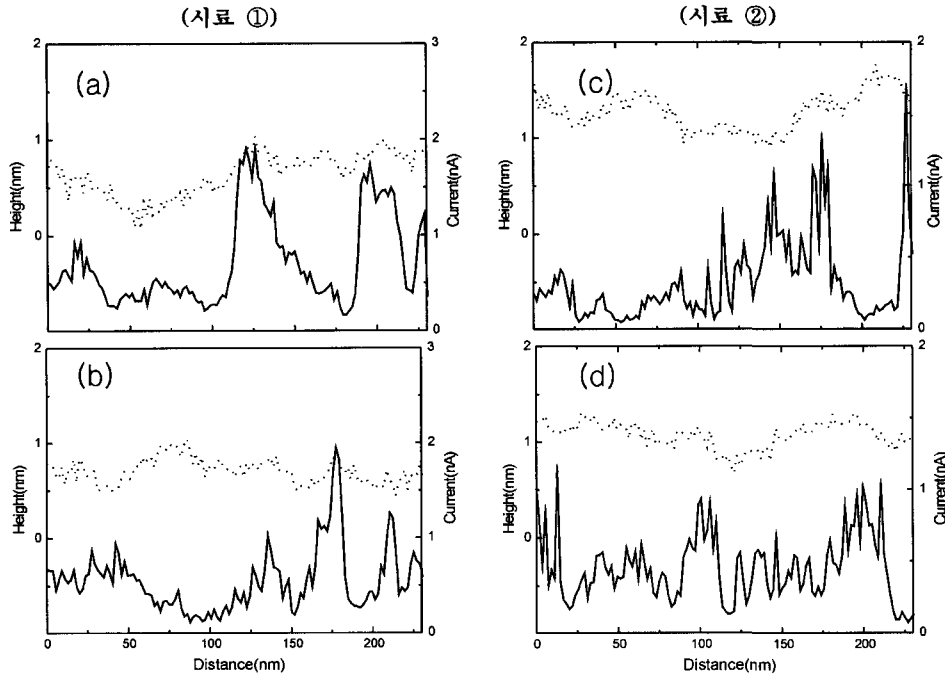 (시료 ①)
(시료 ②)
(a)
2
1
0
Height(nm)
3
2
1
0
Current(nA)
(c)
2
1
0
Height(nm)
2
1
0
Current(nA)
(b)
2
1
0
Height(nm)
3
2
1
0
Current(nA)
0 50 100 150 200
Distance(nm)
(d)
2
1
0
Height(nm)
2
1
0
Current(nA)
0 50 100 150 200
Distance(nm)